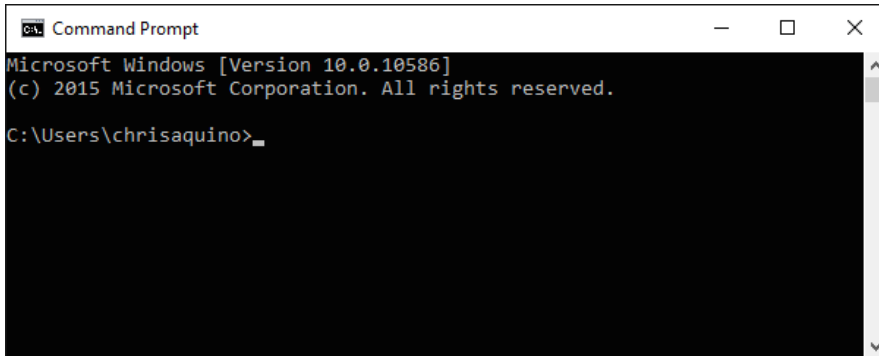 Command Prompt
Microsoft Windows [Version 10.0.10586]
(c) 2015 Microsoft Corporation. All rights reserved.
C:\Users\chrisaquino>